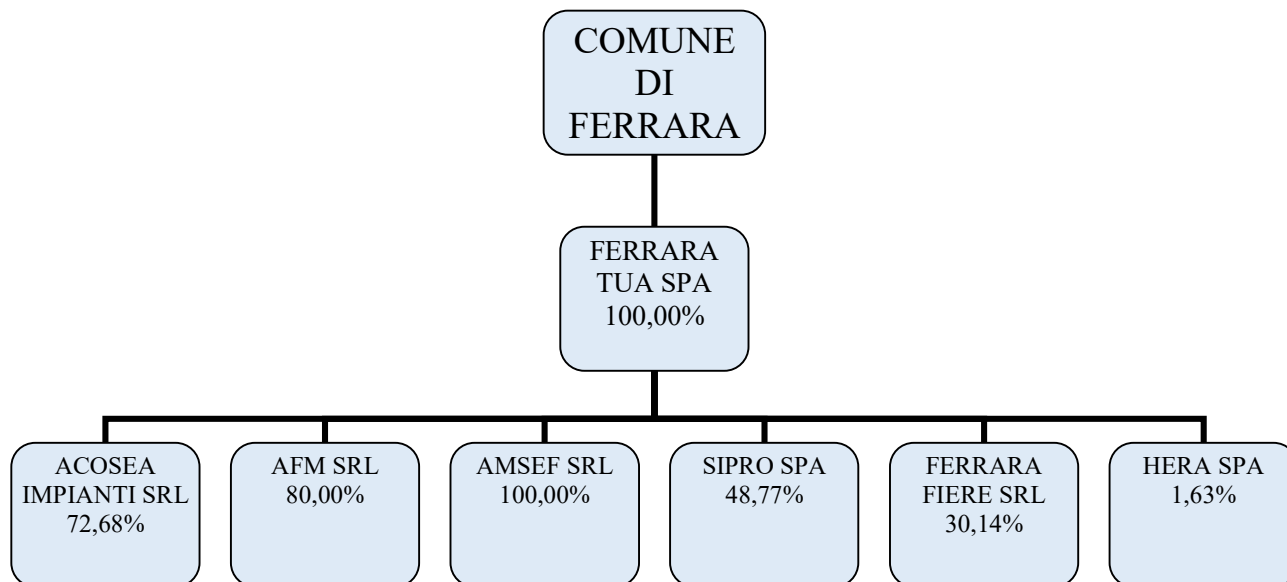 COMUNE
DI
FERRARA
FERRARA
TUA SPA
100,00%
ACOSEA
IMPIANTI SRL
72,68%
AFM SRL
80,00%
AMSEF SRL
100,00%
SIPRO SPA
48,77%
FERRARA
FIERE SRL
30,14%
HERA SPA
1,63%